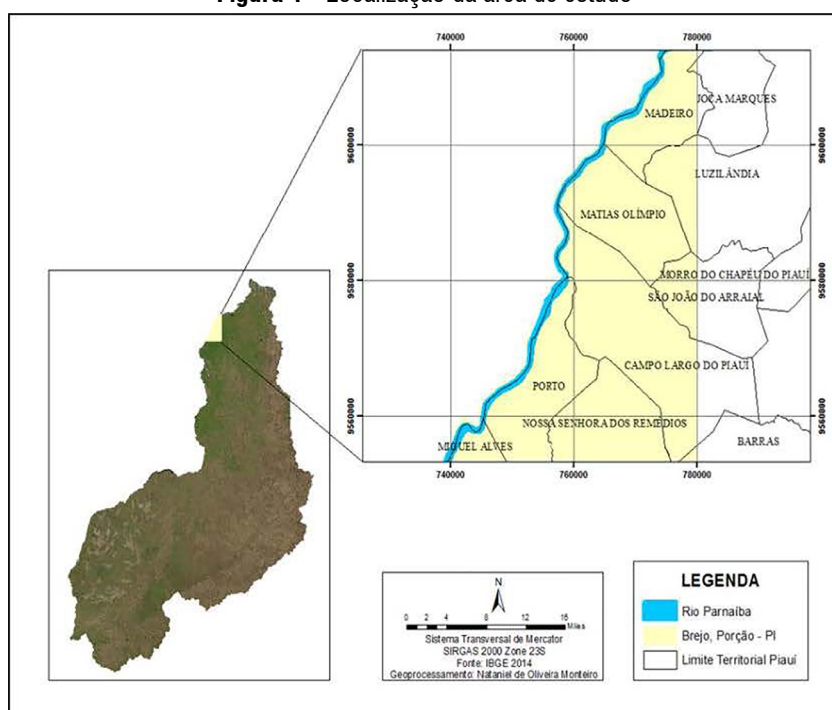 Figura 1 - Localização da área de estudo
740000 760000 780000
JOCA MARQUES
MADEIRO
9600000 9600000
LUZILÂNDIA
MATIAS OLÍMPIO
MORRO DO CHAPÉU DO PIAUÍ
9580000 9580000
SÃO JOÃO DO ARRAIAL
CAMPO LARGO DO PIAUÍ
PORTO
9560000 9560000
NOSSA SENHORA DOS REMÉDIOS
BARRAS
MIGUEL ALVES
740000 760000 780000
N
0 2 4 8 12 16
Miles
Sistema Transversal de Mercator
SIRGAS 2000 Zone 23S
Fonte: IBGE 2014
Geoprocessamento: Nataniel de Oliveira Monteiro
LEGENDA
Rio Parnaíba
Brejo, Porção - PI
Limite Territorial Piauí